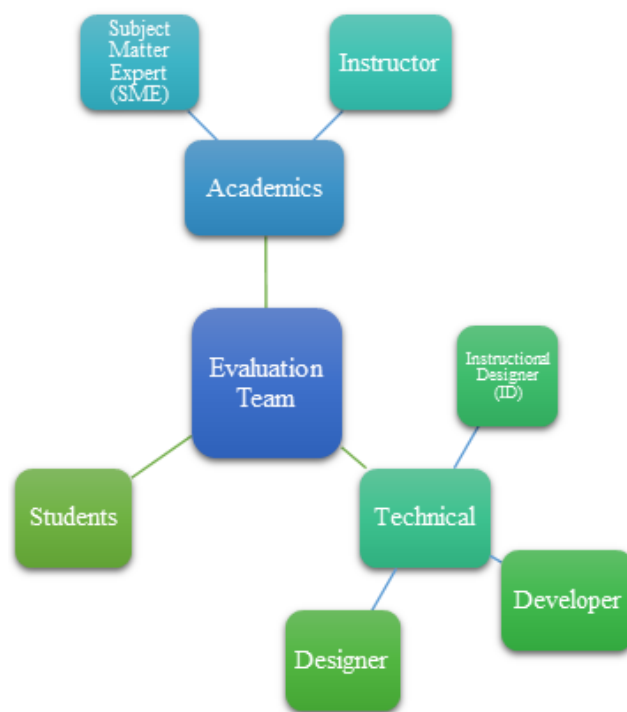 Subject
Matter
Expert
(SME)
Instructor
Academics
Evaluation
Team
Instructional
Designer
(ID)
Students
Technical
Developer
Designer